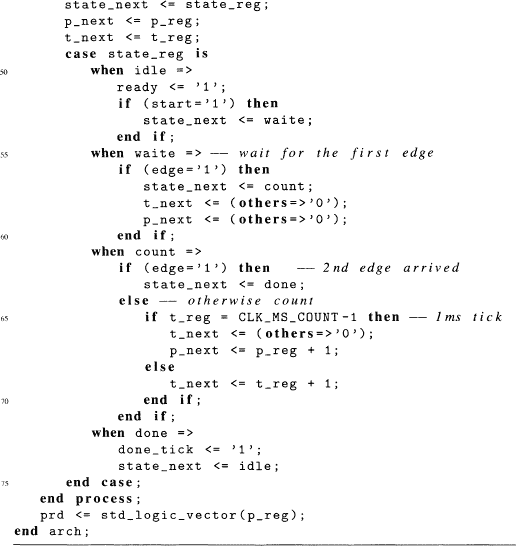 state_next <= state_reg;
p_next <= p_reg;
t_next <= t_reg;
case state_reg is
50 when idle =>
ready <= '1';
if (start='1') then
state_next <= waite;
end if;
55 when waite => -- wait for the first edge
if (edge='1') then
state_next <= count;
t_next <= (others=>'0');
p_next <= (others=>'0');
60 end if;
when count =>
if (edge='1') then -- 2nd edge arrived
state_next <= done;
else -- otherwise count
65 if t_reg = CLK_MS_COUNT-1 then -- 1ms tick
t_next <= (others=>'0');
p_next <= p_reg + 1;
else
t_next <= t_reg + 1;
70 end if;
end if;
when done =>
done_tick <= '1';
state_next <= idle;
75 end case;
end process;
prd <= std_logic_vector(p_reg);
end arch;